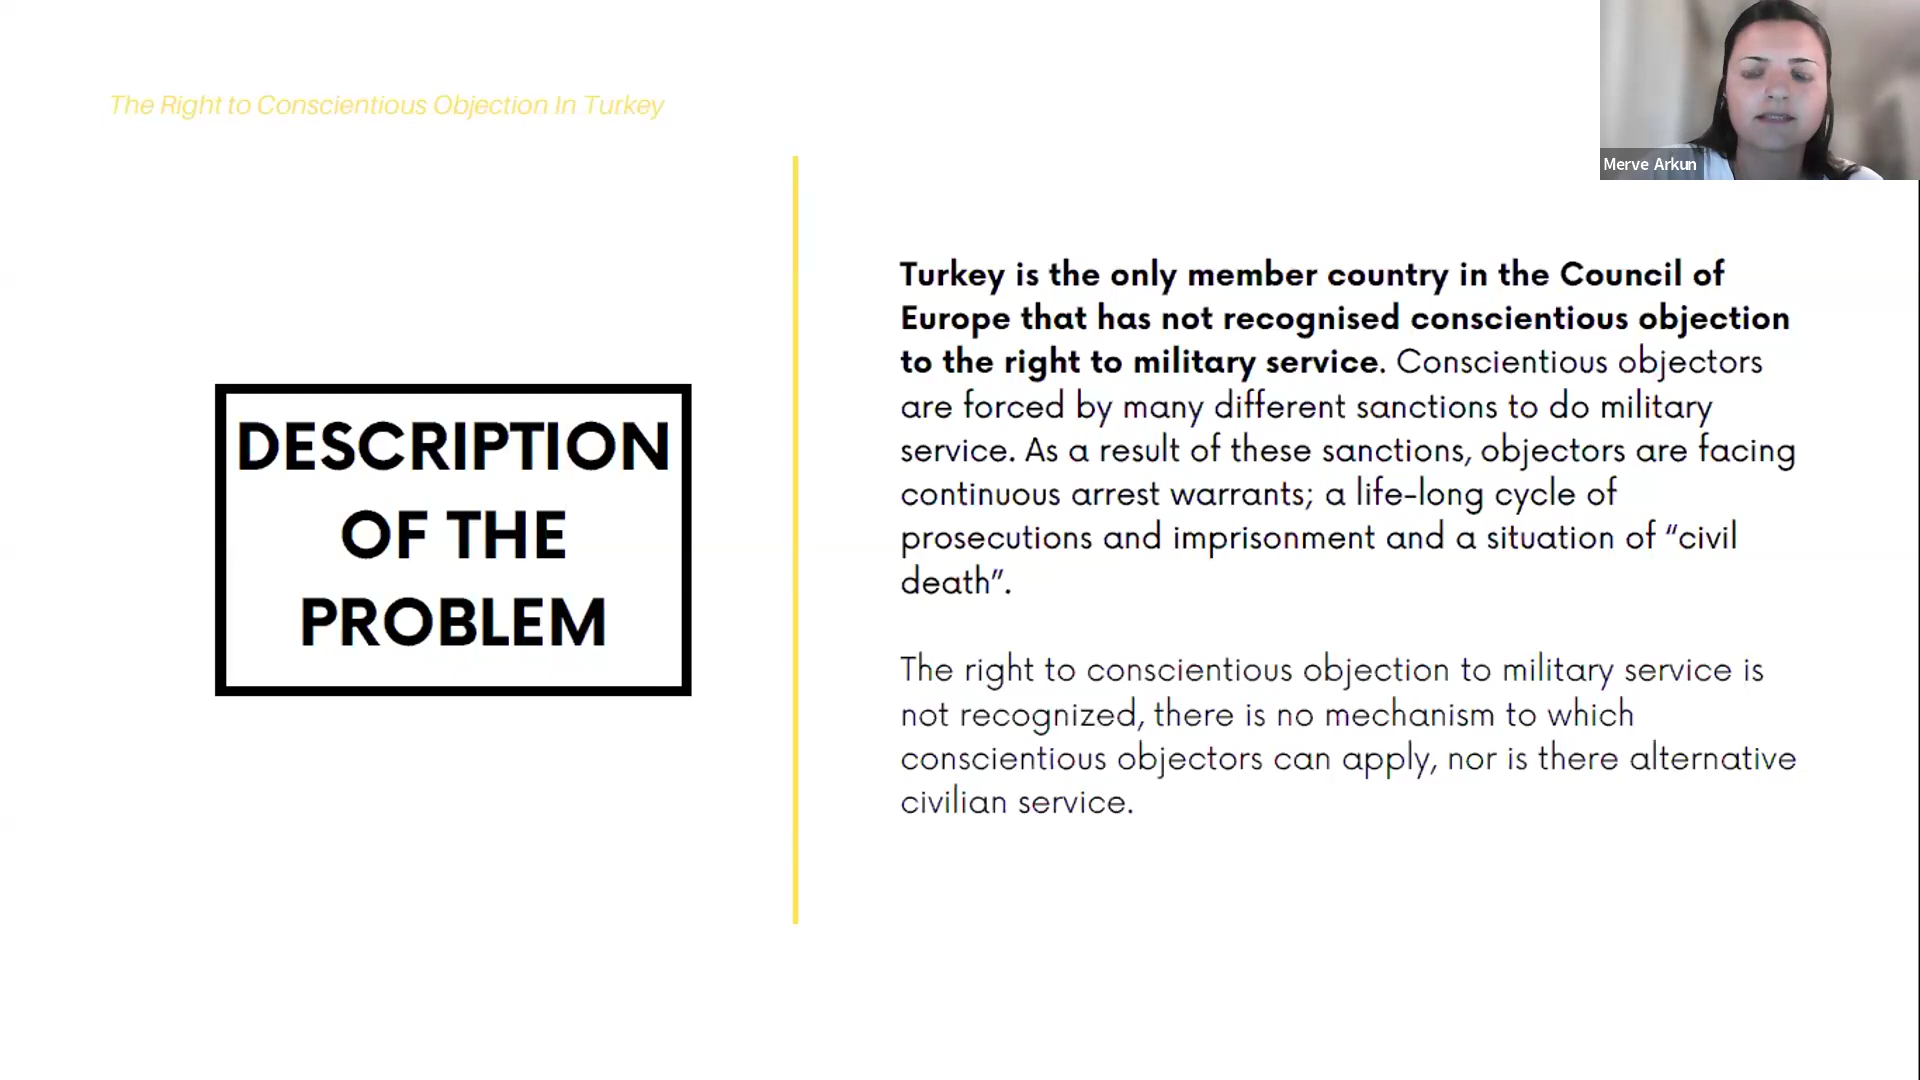 The Right to Conscientious Objection In Turkey
Merve Arkun
DESCRIPTION
OF THE
PROBLEM
Turkey is the only member country in the Council of
Europe that has not recognised conscientious objection
to the right to military service. Conscientious objectors
are forced by many different sanctions to do military
service. As a result of these sanctions, objectors are facing
continuous arrest warrants; a life-long cycle of
prosecutions and imprisonment and a situation of “civil
death”.
The right to conscientious objection to military service is
not recognized, there is no mechanism to which
conscientious objectors can apply, nor is there alternative
civilian service.